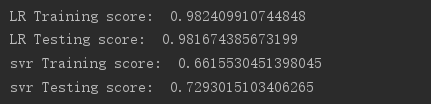 LR Training score:  0.982409910744848
LR Testing score:  0.981674385673199
svr Training score:  0.6615530451398045
svr Testing score:  0.7293015103406265